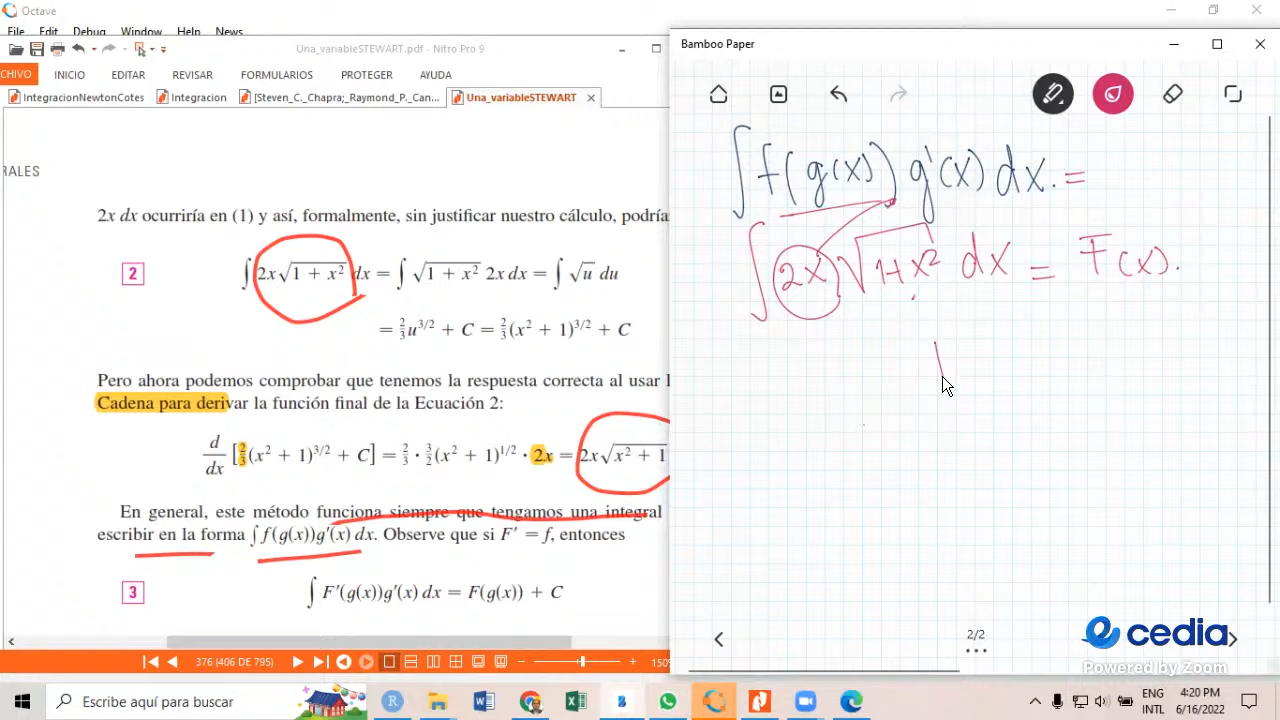 Octave
File Edit Debug Window Help News
Una_variableSTEWART.pdf - Nitro Pro 9
CHIVO INICIO EDITAR REVISAR FORMULARIOS PROTEGER AYUDA
IntegracionNewtonCotes Integracion [Steven_C._Chapra;_Raymond_P._Can... Una_variableSTEWART
RALES
2x dx ocurriría en (1) y así, formalmente, sin justificar nuestro cálculo, podría
2 ∫ 2x√1 + x² dx = ∫ √1 + x² 2x dx = ∫ √u du
= ⅔u^3/2 + C = ⅔(x² + 1)^3/2 + C
Pero ahora podemos comprobar que tenemos la respuesta correcta al usar
Cadena para derivar la función final de la Ecuación 2:
d/dx [⅔(x² + 1)^3/2 + C] = ⅔ · 3/2(x² + 1)^1/2 · 2x = 2x√x² + 1
En general, este método funciona siempre que tengamos una integral
escribir en la forma ∫ f(g(x))g′(x) dx. Observe que si F′ = f, entonces
3 ∫ F′(g(x))g′(x) dx = F(g(x)) + C
376 (406 DE 795) 150%
Bamboo Paper
∫ f(g(x)) g'(x) dx. =
∫ 2x √1+x² dx = F(x).
2/2
cedia
Powered by Zoom
Escribe aquí para buscar
ENG
INTL
4:20 PM
6/16/2022